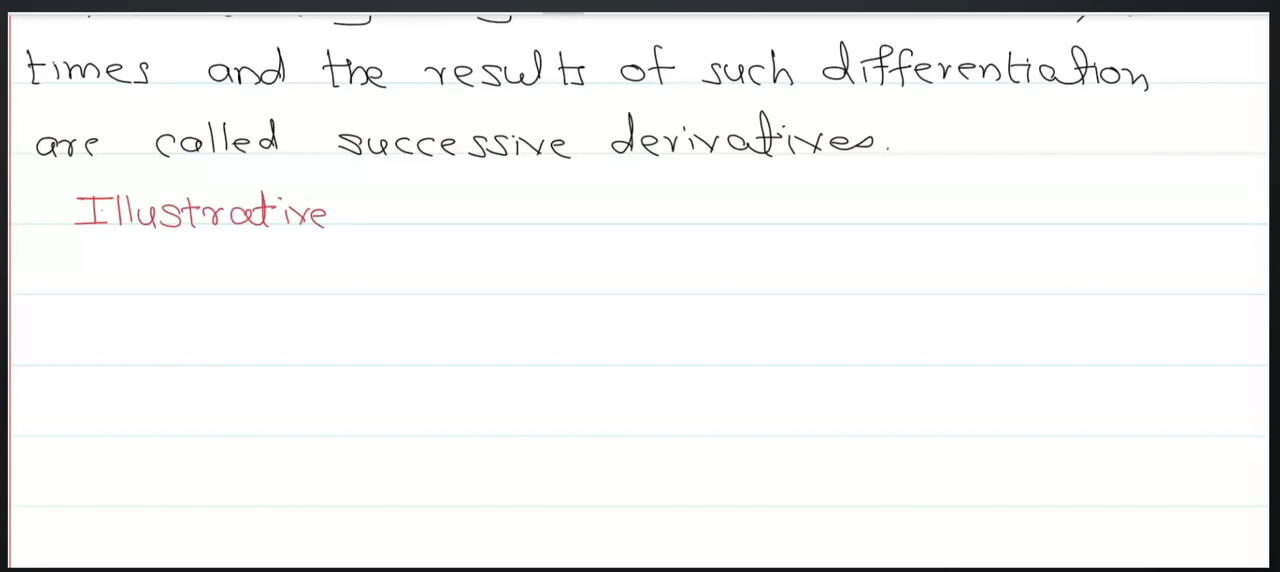 times and the results of such differentiation
are called successive derivatives.
Illustrative